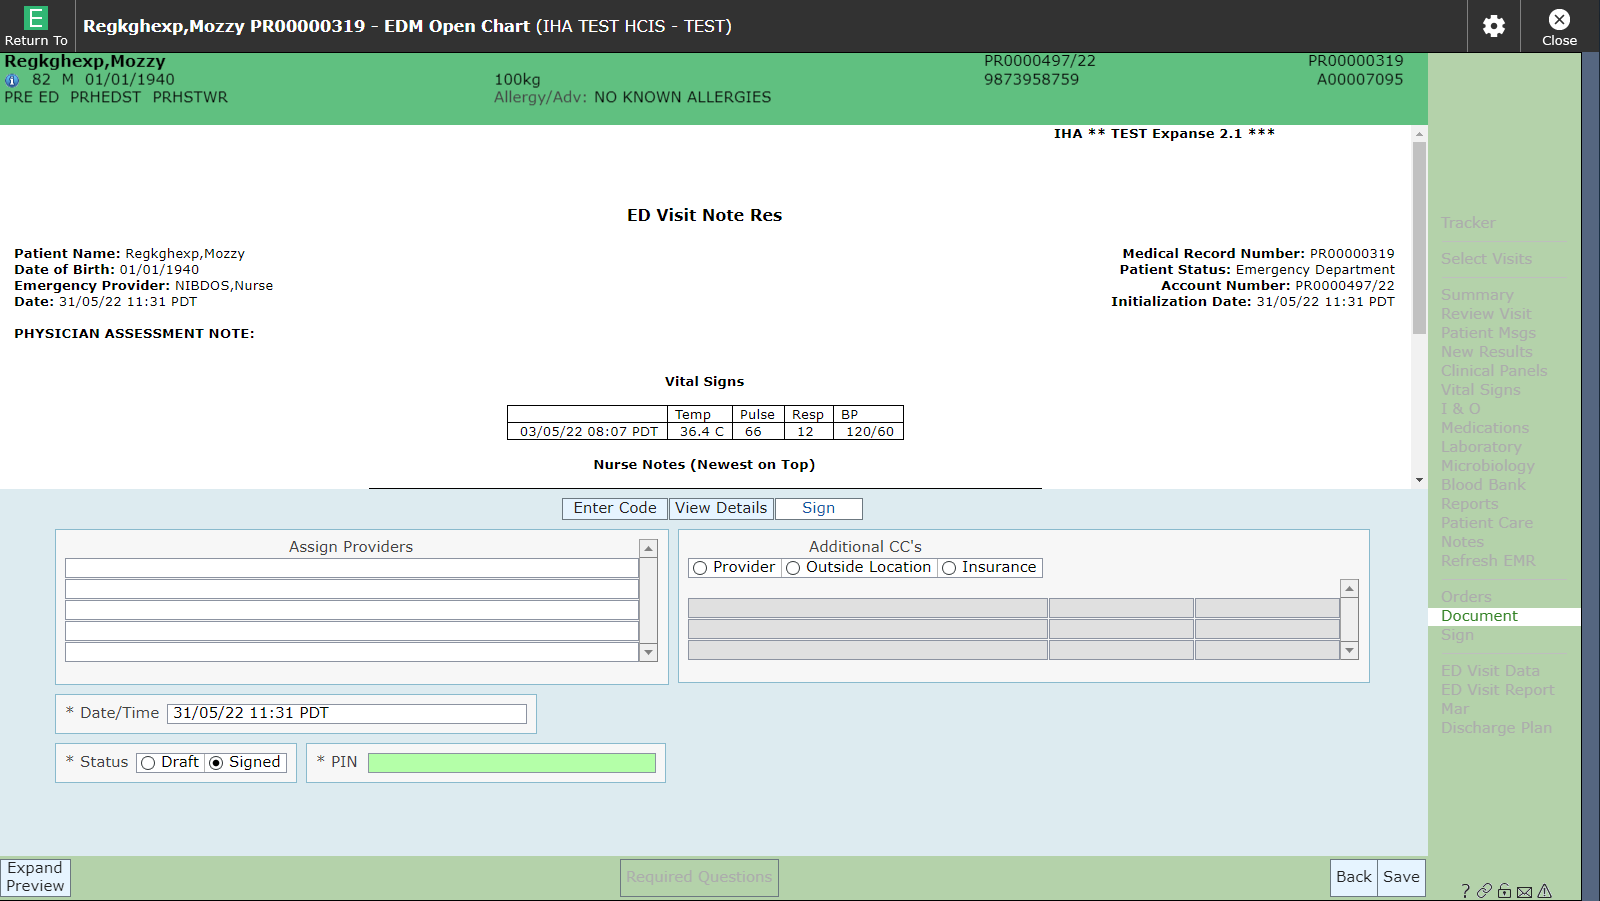 E
Return To
Regkghexp,Mozzy PR00000319 - EDM Open Chart (IHA TEST HCIS - TEST)
Close
Regkghexp,Mozzy
82 M 01/01/1940
PRE ED PRHEDST PRHSTWR
100kg
Allergy/Adv: NO KNOWN ALLERGIES
PR0000497/22
9873958759
PR00000319
A00007095
IHA ** TEST Expanse 2.1 ***
ED Visit Note Res
Patient Name: Regkghexp,Mozzy
Date of Birth: 01/01/1940
Emergency Provider: NIBDOS,Nurse
Date: 31/05/22 11:31 PDT
Medical Record Number: PR00000319
Patient Status: Emergency Department
Account Number: PR0000497/22
Initialization Date: 31/05/22 11:31 PDT
PHYSICIAN ASSESSMENT NOTE:
Vital Signs
Temp Pulse Resp BP
03/05/22 08:07 PDT 36.4 C 66 12 120/60
Nurse Notes (Newest on Top)
Enter Code View Details Sign
Assign Providers
Additional CC's
Provider Outside Location Insurance
* Date/Time 31/05/22 11:31 PDT
* Status Draft Signed
* PIN
Expand
Preview
Required Questions
Back Save
Tracker
Select Visits
Summary
Review Visit
Patient Msgs
New Results
Clinical Panels
Vital Signs
I & O
Medications
Laboratory
Microbiology
Blood Bank
Reports
Patient Care
Notes
Refresh EMR
Orders
Document
Sign
ED Visit Data
ED Visit Report
Mar
Discharge Plan
?